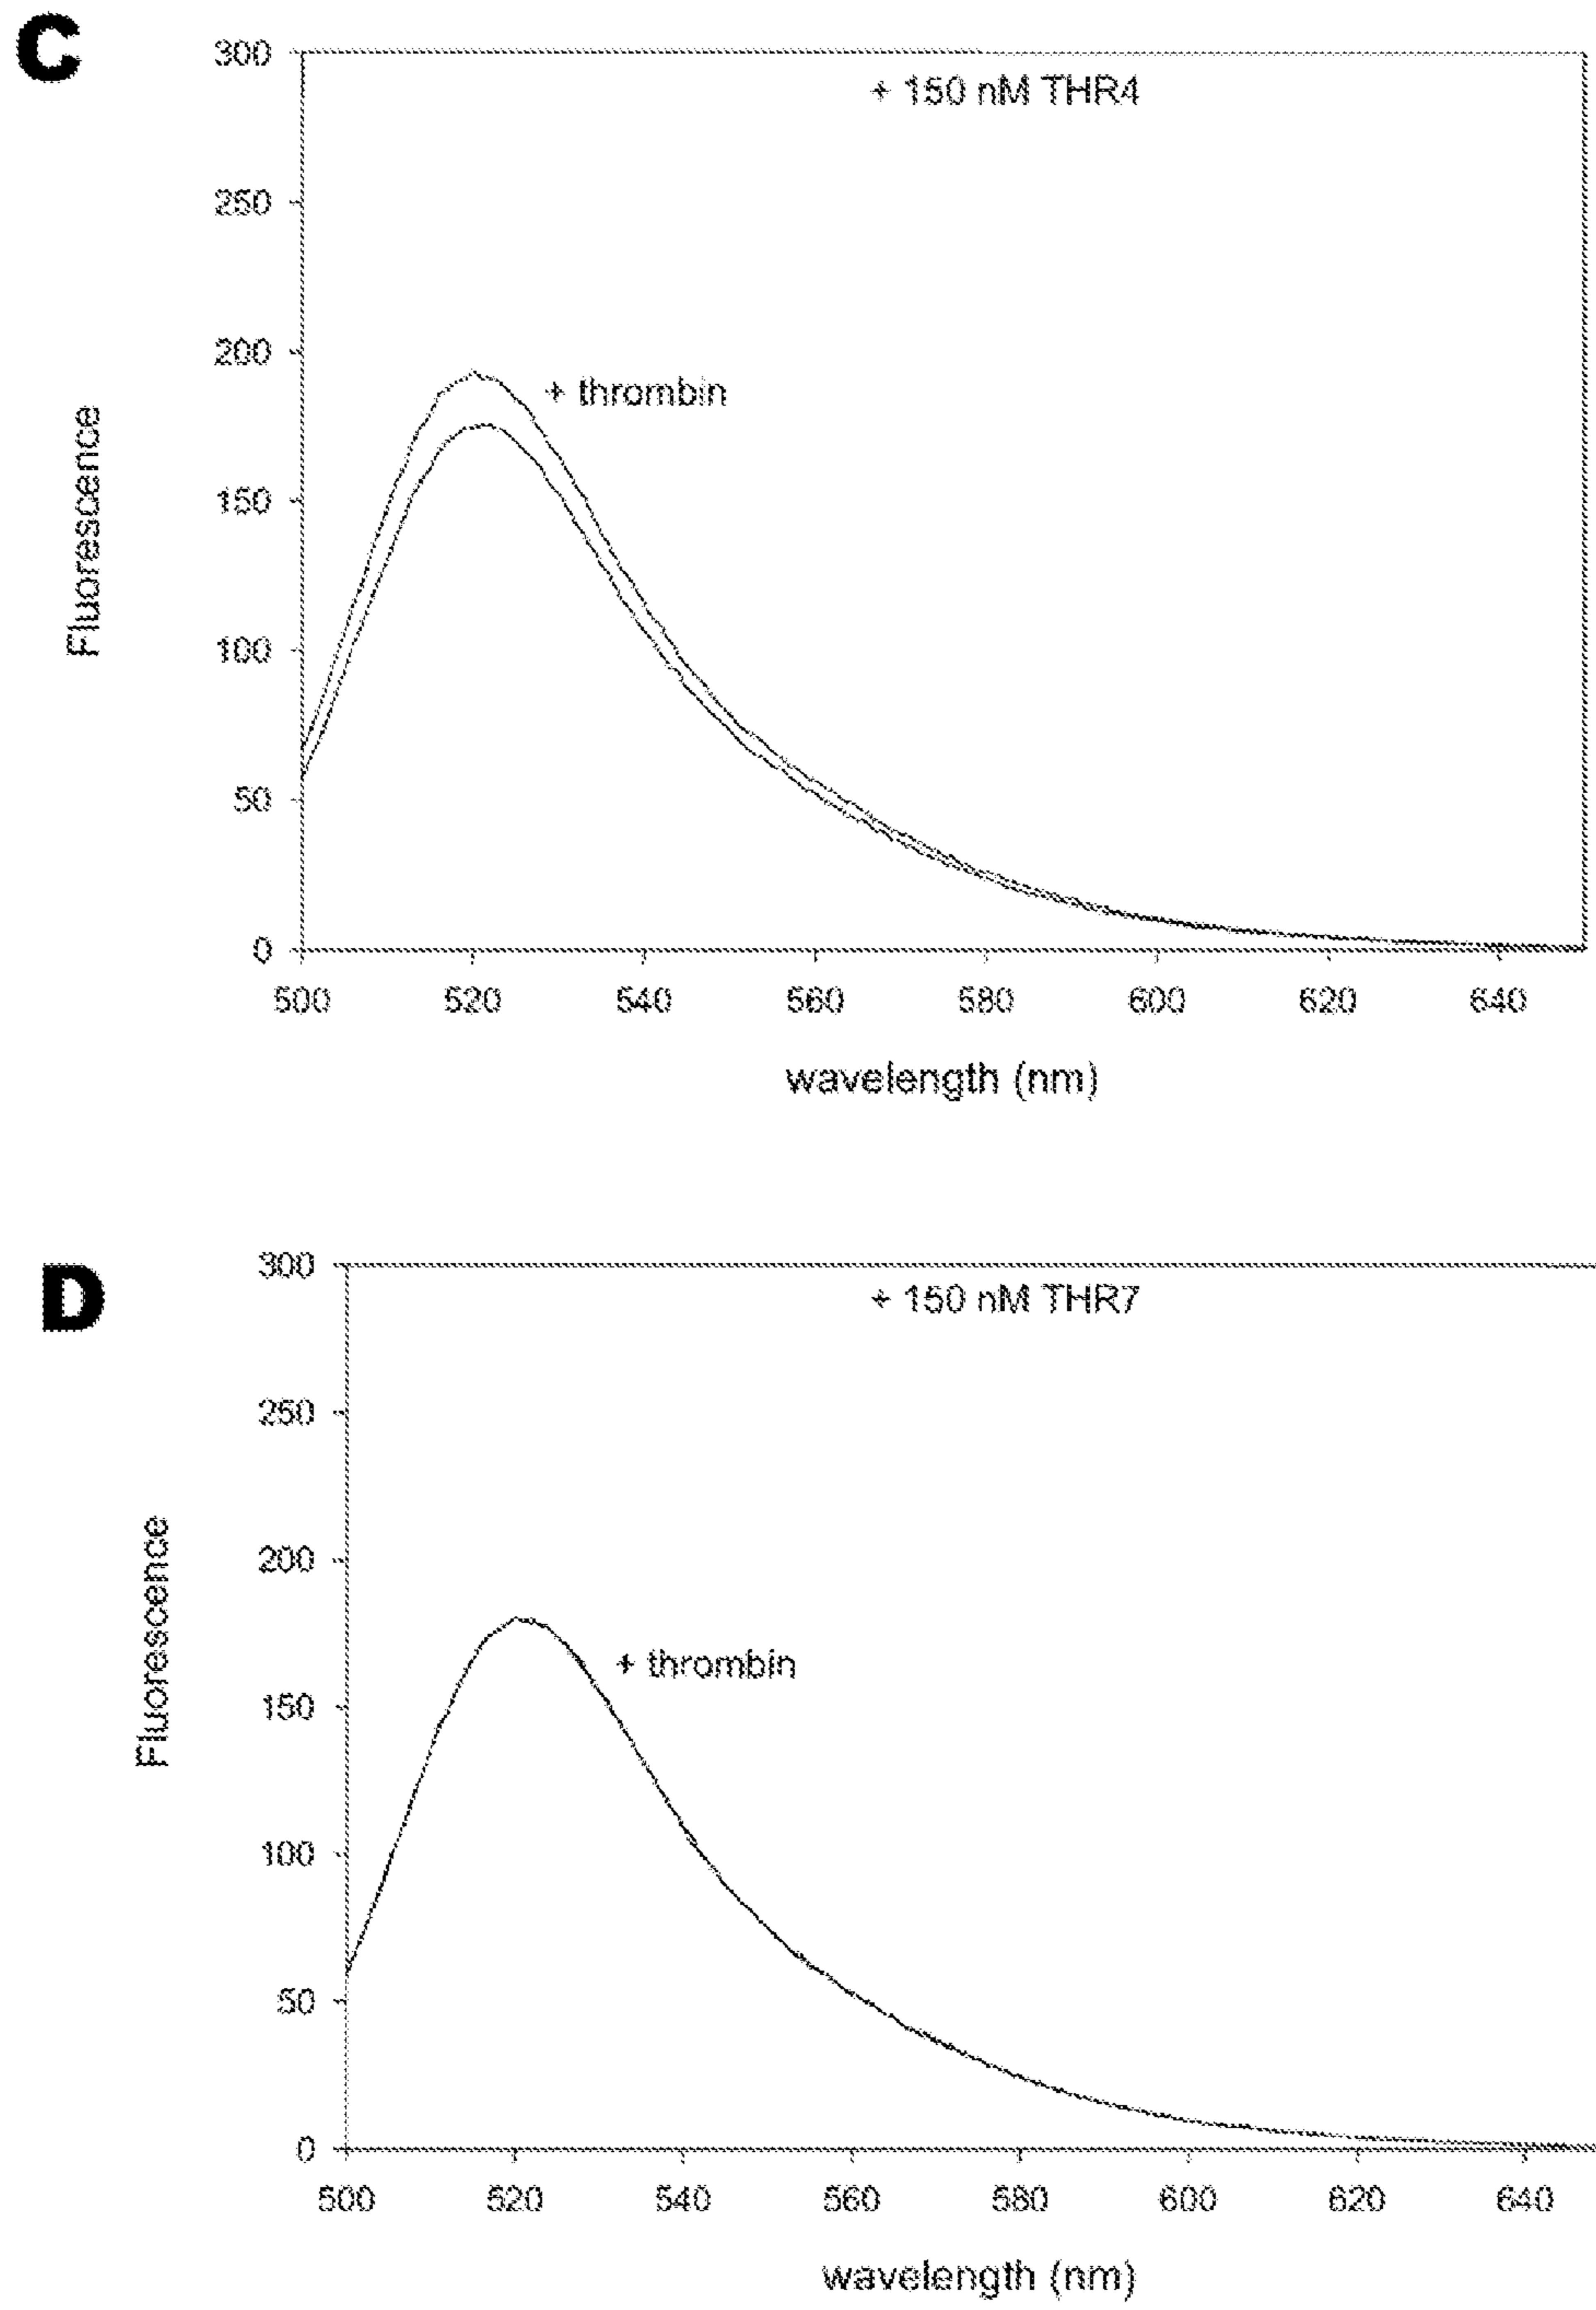 C
300
+ 150 nM THR4
250
200
+ thrombin
150
100
50
0
Fluorescence
500 520 540 560 580 600 620 640
wavelength (nm)
D
300
+ 150 nM THR7
250
200
+ thrombin
150
100
50
0
Fluorescence
500 520 540 560 580 600 620 640
wavelength (nm)